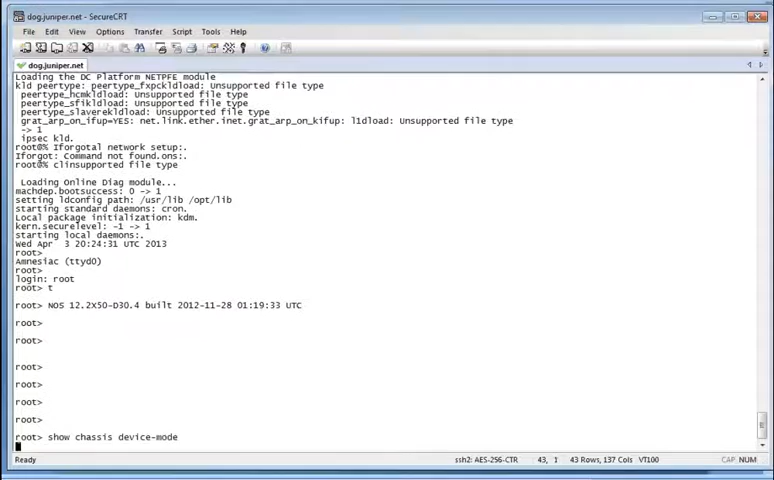 dog.juniper.net - SecureCRT
File Edit View Options Transfer Script Tools Help
dog.juniper.net
Loading the DC Platform NETPFE module
kld peertype: peertype_fxpckldload: Unsupported file type
peertype_hcmkldload: Unsupported file type
peertype_sfikldload: Unsupported file type
peertype_slaverekldload: Unsupported file type
grat_arp_on_ifup=YES: net.link.ether.inet.grat_arp_on_kifup: l1dload: Unsupported file type
-> 1
ipsec kld.
root@% Iforgotal network setup:.
Iforgot: Command not found.ons:.
root@% clinsupported file type
Loading Online Diag module...
machdep.bootsuccess: 0 -> 1
setting ldconfig path: /usr/lib /opt/lib
starting standard daemons: cron.
Local package initialization: kdm.
kern.securelevel: -1 -> 1
starting local daemons:.
Wed Apr  3 20:24:31 UTC 2013
root>
Amnesiac (ttyd0)
root>
login: root
root> t
root> NOS 12.2X50-D30.4 built 2012-11-28 01:19:33 UTC
root>
root>
root>
root>
root>
root>
root> show chassis device-mode
Ready ssh2: AES-256-CTR 43, 1 43 Rows, 137 Cols VT100 CAP NUM